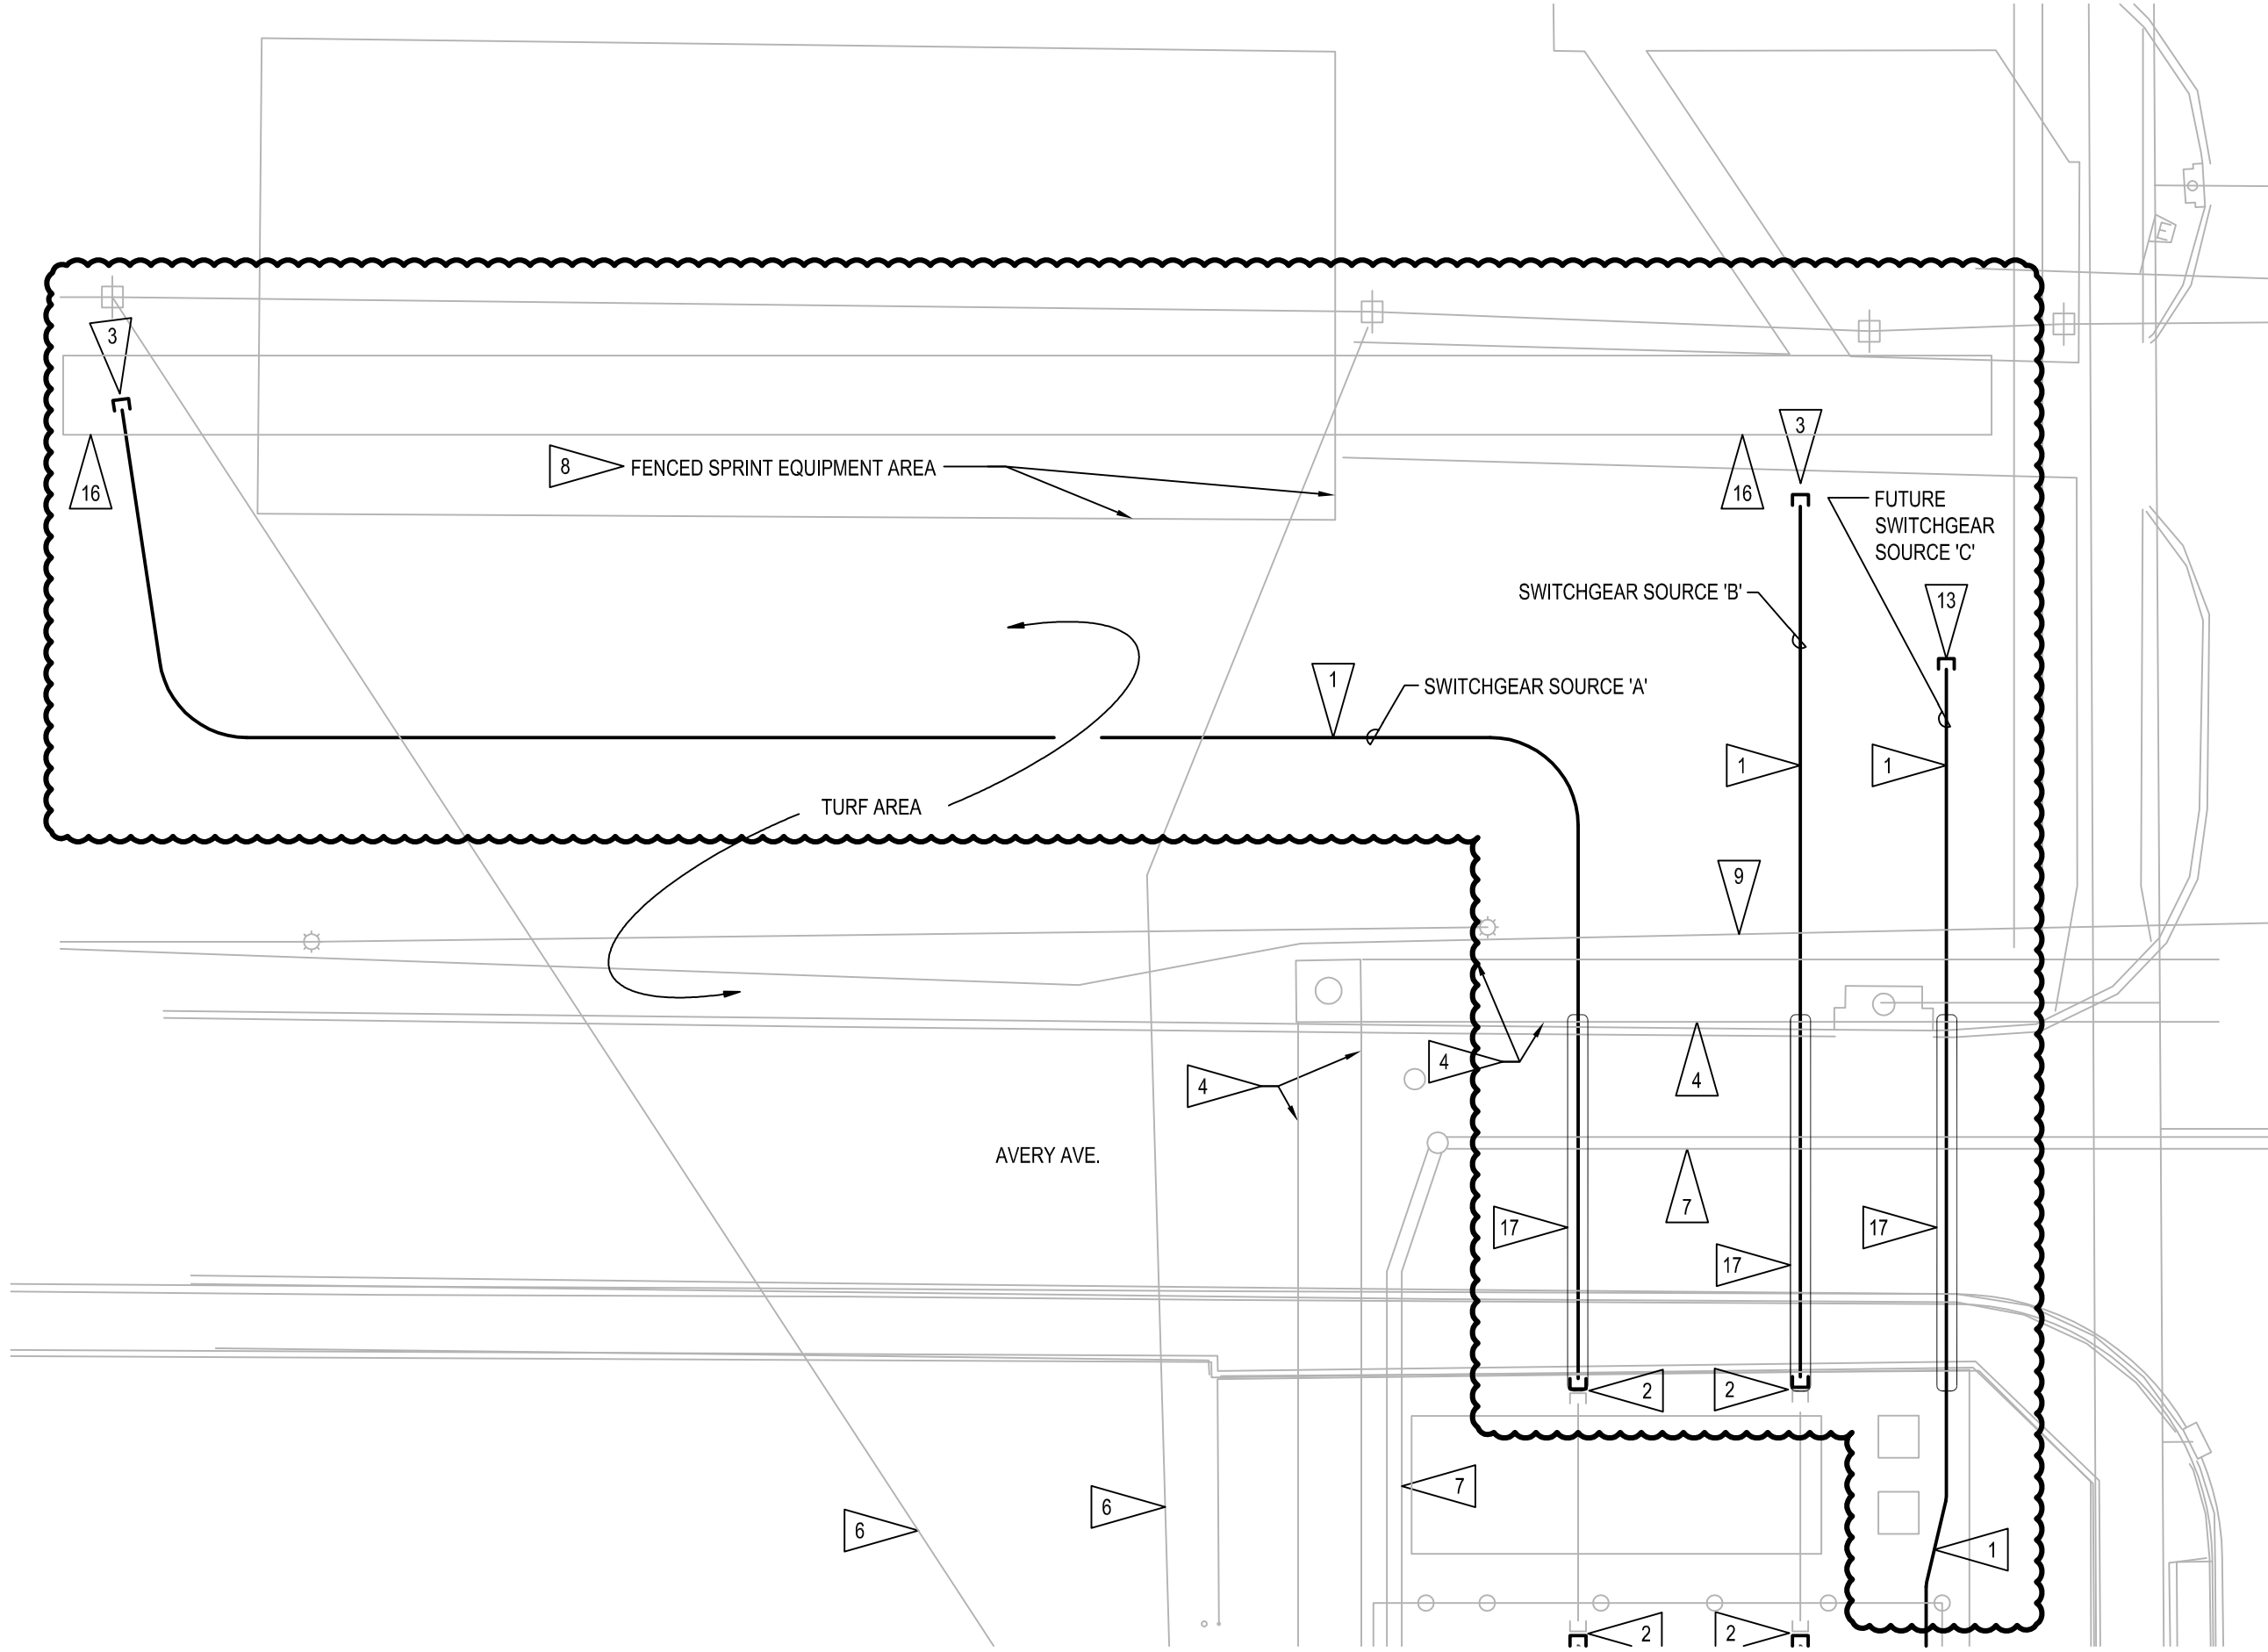 E
3
3
8 FENCED SPRINT EQUIPMENT AREA
16
16
FUTURE
SWITCHGEAR
SOURCE 'C'
SWITCHGEAR SOURCE 'B'
13
1
SWITCHGEAR SOURCE 'A'
1
1
TURF AREA
9
4
4
4
AVERY AVE.
7
17
17
17
2
2
7
6
6
1
2
2